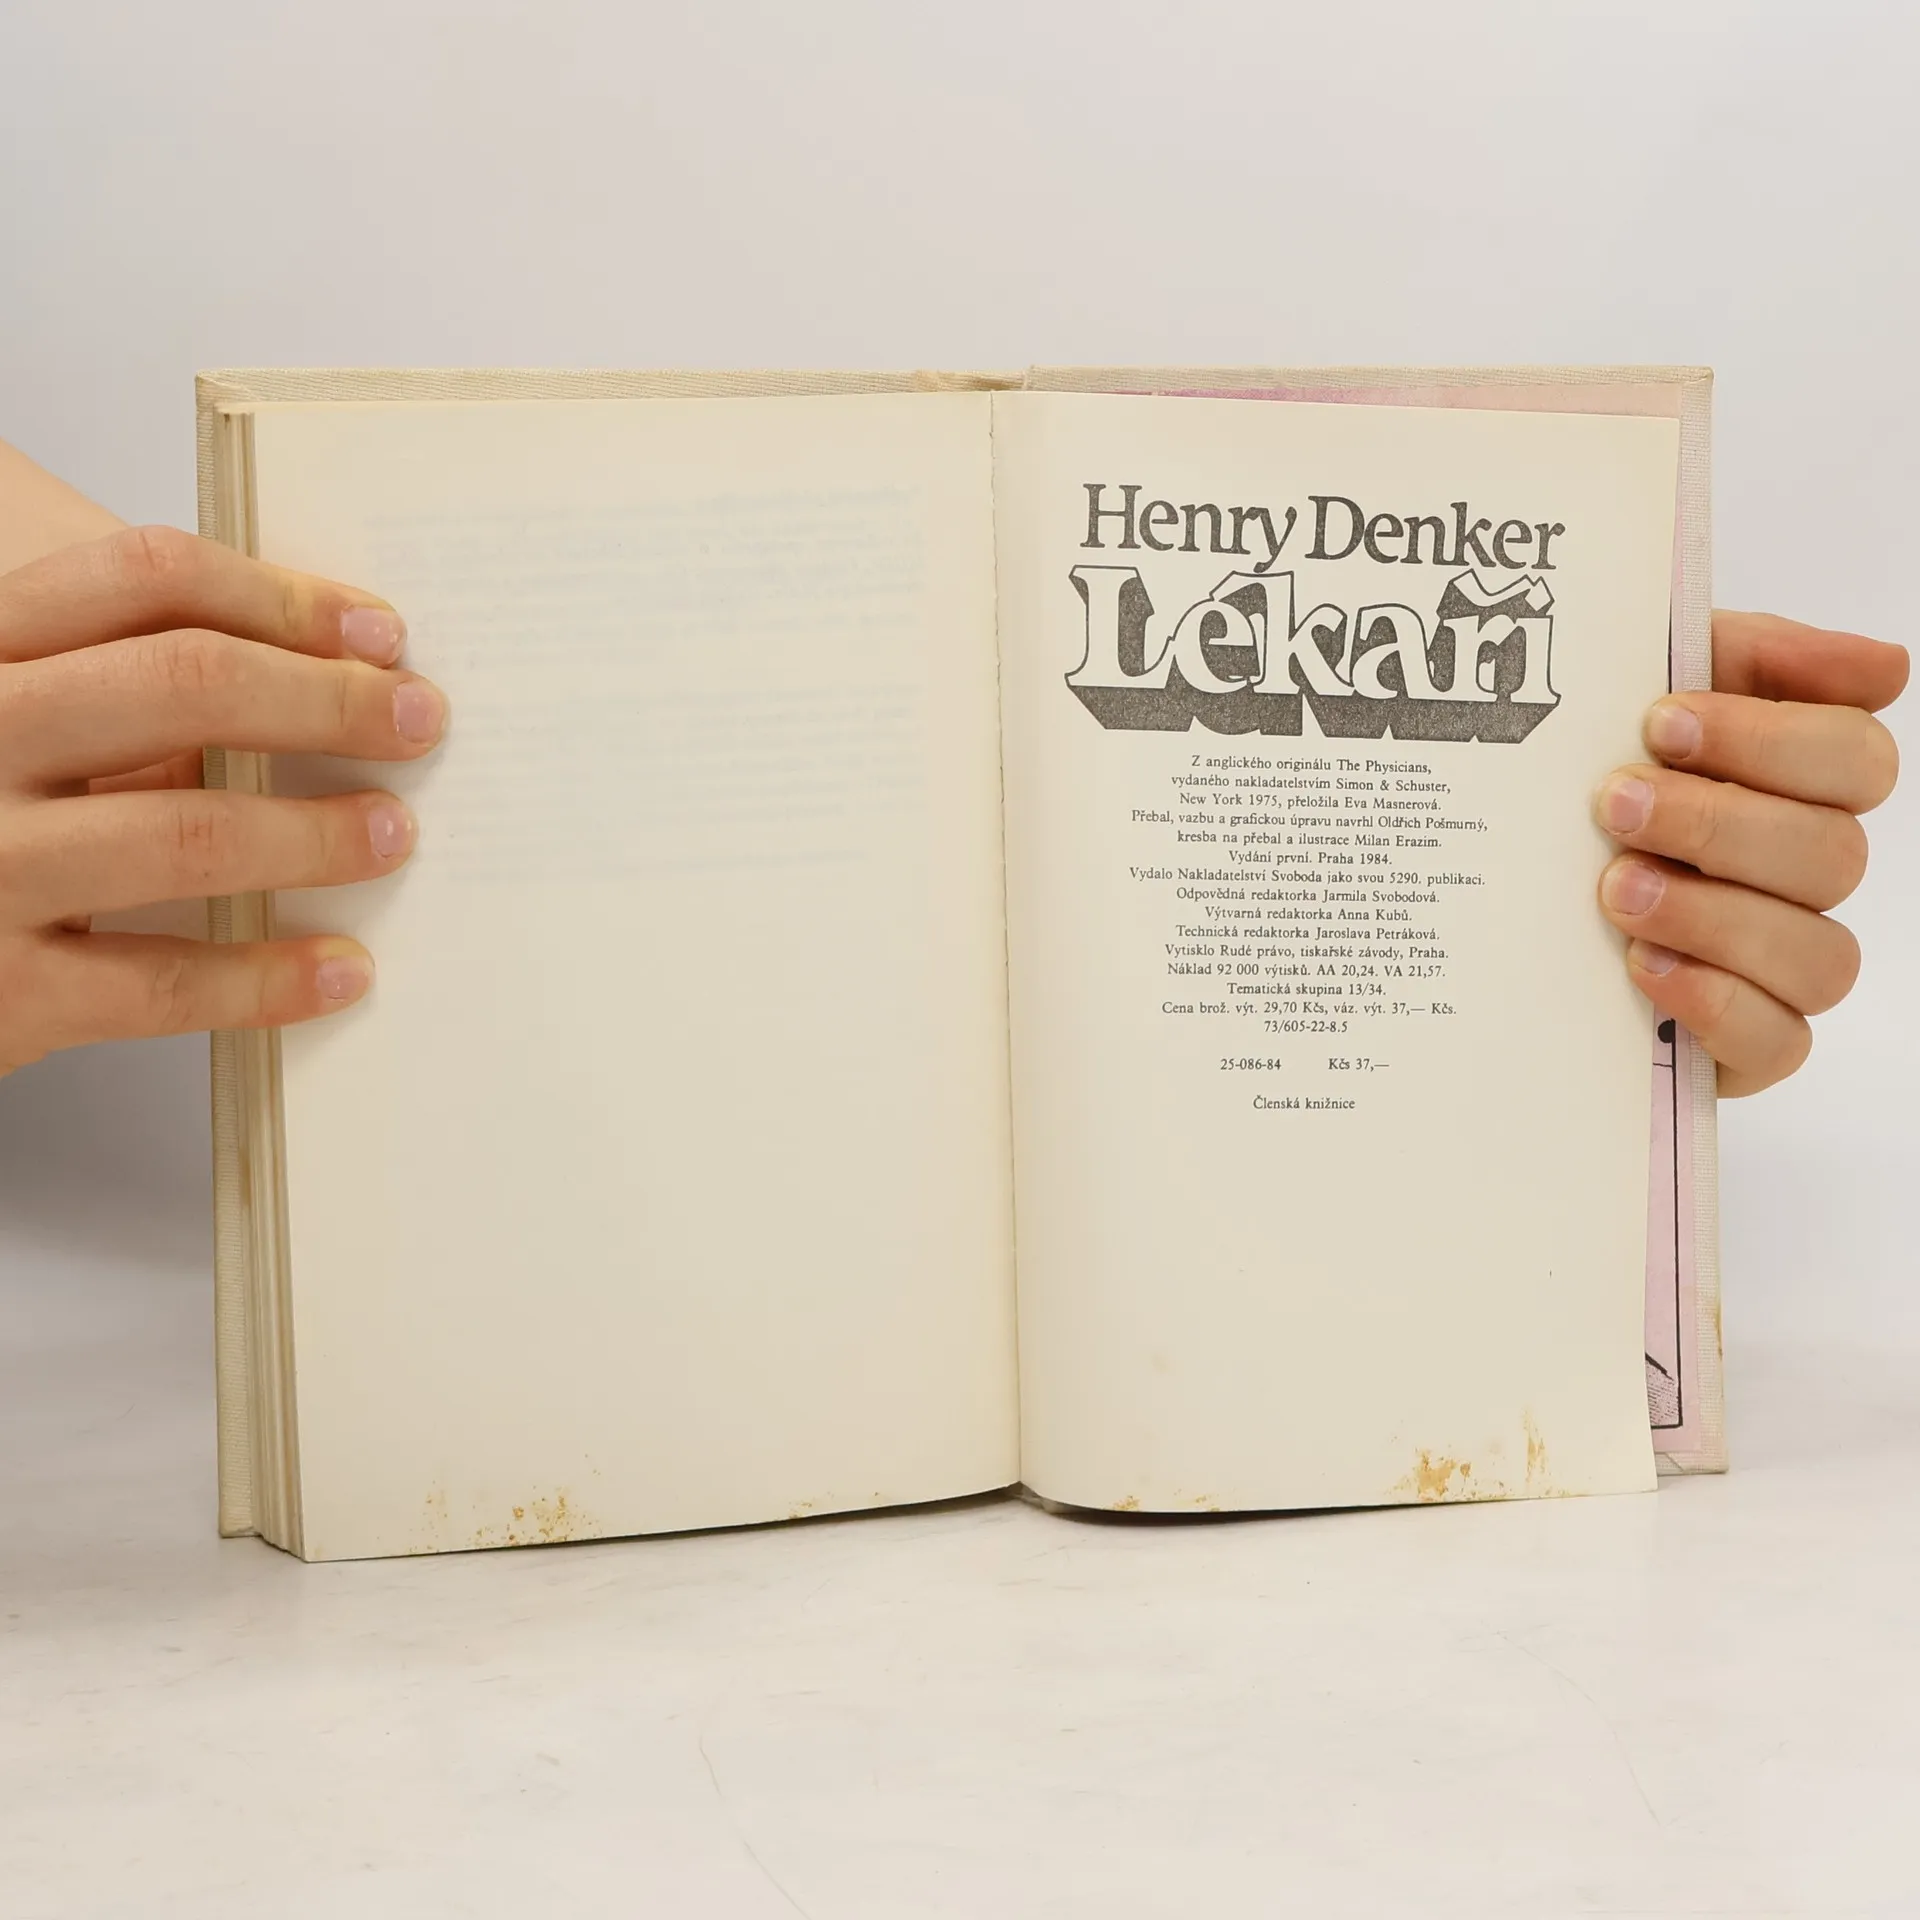 Henry Denker
Lékaři
Z anglického originálu The Physicians,
vydaného nakladatelstvím Simon & Schuster,
New York 1975, přeložila Eva Masnerová.
Přebal, vazbu a grafickou úpravu navrhl Oldřich Pošmurný,
kresba na přebal a ilustrace Milan Erazim.
Vydání první. Praha 1984.
Vydalo Nakladatelství Svoboda jako svou 5290. publikaci.
Odpovědná redaktorka Jarmila Svobodová.
Výtvarná redaktorka Anna Kubů.
Technická redaktorka Jaroslava Petráková.
Vytisklo Rudé právo, tiskařské závody, Praha.
Náklad 92 000 výtisků. AA 20,24. VA 21,57.
Tematická skupina 13/34.
Cena brož. výt. 29,70 Kčs, váz. výt. 37,— Kčs.
73/605-22-8.5
25-086-84 Kčs 37,—
Členská knižnice